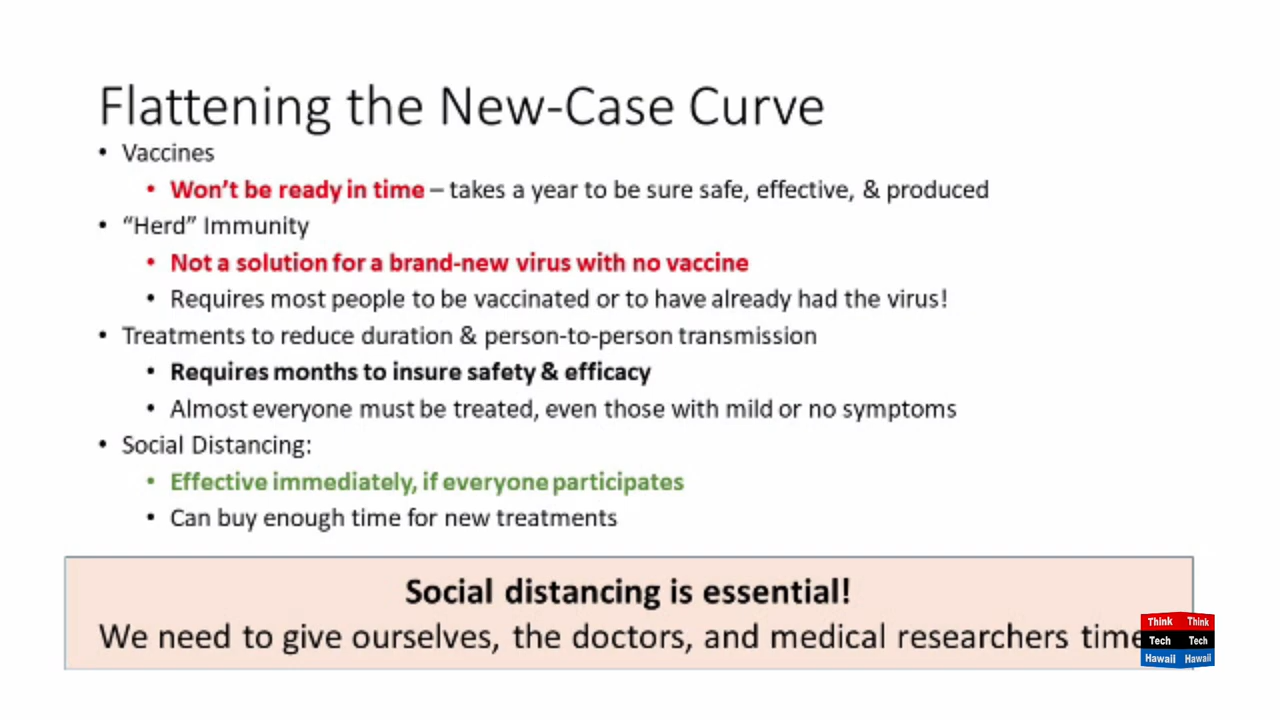 Flattening the New-Case Curve
• Vaccines
• Won't be ready in time – takes a year to be sure safe, effective, & produced
• "Herd" Immunity
• Not a solution for a brand-new virus with no vaccine
• Requires most people to be vaccinated or to have already had the virus!
• Treatments to reduce duration & person-to-person transmission
• Requires months to insure safety & efficacy
• Almost everyone must be treated, even those with mild or no symptoms
• Social Distancing:
• Effective immediately, if everyone participates
• Can buy enough time for new treatments
Social distancing is essential!
We need to give ourselves, the doctors, and medical researchers time
Think Think
Tech Tech
Hawaii Hawaii